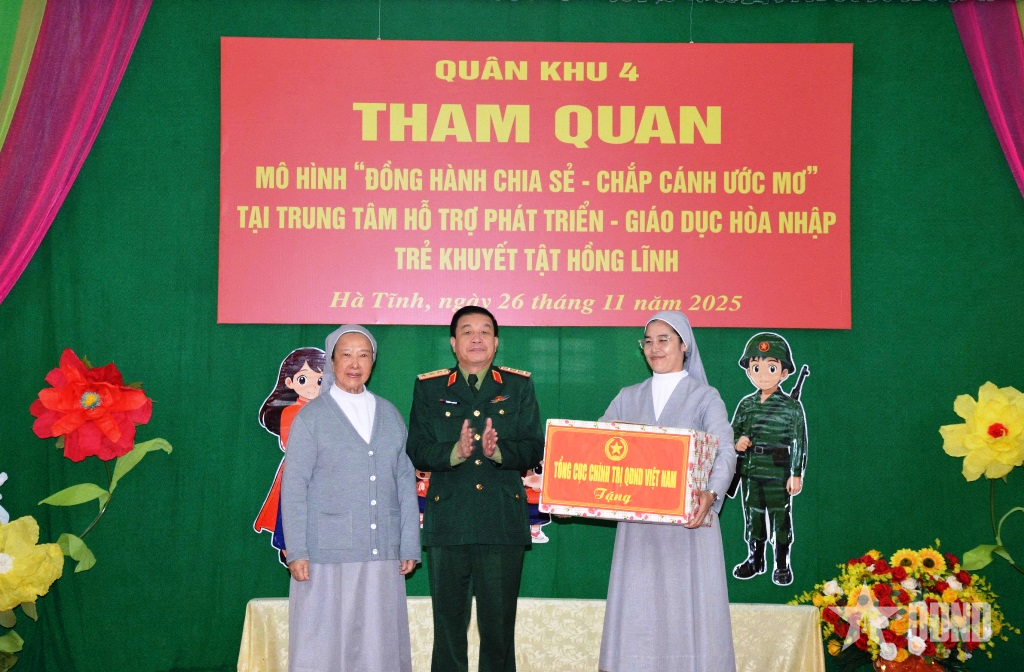 QUÂN KHU 4
THAM QUAN
MÔ HÌNH "ĐỒNG HÀNH CHIA SẺ - CHẮP CÁNH ƯỚC MƠ"
TẠI TRUNG TÂM HỖ TRỢ PHÁT TRIỂN - GIÁO DỤC HÒA NHẬP
TRẺ KHUYẾT TẬT HỒNG LĨNH
Hà Tĩnh, ngày 26 tháng 11 năm 2025
TỔNG CỤC CHÍNH TRỊ QĐND VIỆT NAM
Tặng
QĐND